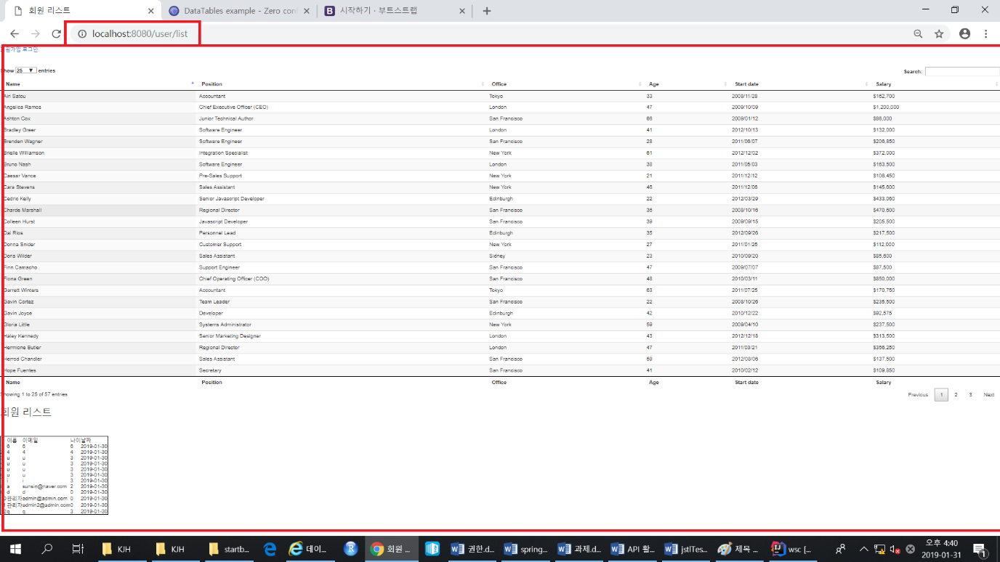 회원 리스트
DataTables example - Zero conf
시작하기 · 부트스트랩
localhost:8080/user/list
회원가입 로그인
Show 25 entries
Search:
Name Position Office Age Start date Salary
Airi Satou Accountant Tokyo 33 2008/11/28 $162,700
Angelica Ramos Chief Executive Officer (CEO) London 47 2009/10/09 $1,200,000
Ashton Cox Junior Technical Author San Francisco 66 2009/01/12 $86,000
Bradley Greer Software Engineer London 41 2012/10/13 $132,000
Brenden Wagner Software Engineer San Francisco 28 2011/06/07 $206,850
Brielle Williamson Integration Specialist New York 61 2012/12/02 $372,000
Bruno Nash Software Engineer London 38 2011/05/03 $163,500
Caesar Vance Pre-Sales Support New York 21 2011/12/12 $106,450
Cara Stevens Sales Assistant New York 46 2011/12/06 $145,600
Cedric Kelly Senior Javascript Developer Edinburgh 22 2012/03/29 $433,060
Charde Marshall Regional Director San Francisco 36 2008/10/16 $470,600
Colleen Hurst Javascript Developer San Francisco 39 2009/09/15 $205,500
Dai Rios Personnel Lead Edinburgh 35 2012/09/26 $217,500
Donna Snider Customer Support New York 27 2011/01/25 $112,000
Doris Wilder Sales Assistant Sidney 23 2010/09/20 $85,600
Finn Camacho Support Engineer San Francisco 47 2009/07/07 $87,500
Fiona Green Chief Operating Officer (COO) San Francisco 48 2010/03/11 $850,000
Garrett Winters Accountant Tokyo 63 2011/07/25 $170,750
Gavin Cortez Team Leader San Francisco 22 2008/10/26 $235,500
Gavin Joyce Developer Edinburgh 42 2010/12/22 $92,575
Gloria Little Systems Administrator New York 59 2009/04/10 $237,500
Haley Kennedy Senior Marketing Designer London 43 2012/12/18 $313,500
Hermione Butler Regional Director London 47 2011/03/21 $356,250
Herrod Chandler Sales Assistant San Francisco 59 2012/08/06 $137,500
Hope Fuentes Secretary San Francisco 41 2010/02/12 $109,850
Name Position Office Age Start date Salary
Showing 1 to 25 of 57 entries
Previous 1 2 3 Next
회원 리스트
이름 이메일 나이 날짜
6 6 6 2019-01-30
4 4 4 2019-01-30
u u 3 2019-01-30
u u 3 2019-01-30
u u 3 2019-01-30
u u 3 2019-01-30
i i 3 2019-01-30
a sunsin@naver.com 2 2019-01-30
d d 0 2019-01-30
관리자 admin@admin.com 0 2019-01-30
관리자 admin2@admin.com 0 2019-01-30
q q 3 2019-01-30
KJH
KJH
startb...
데이...
회원 ...
권한.d...
spring...
과제.d...
API 활...
jstlTes...
제목 ...
wsc [...
오후 4:40
2019-01-31
1